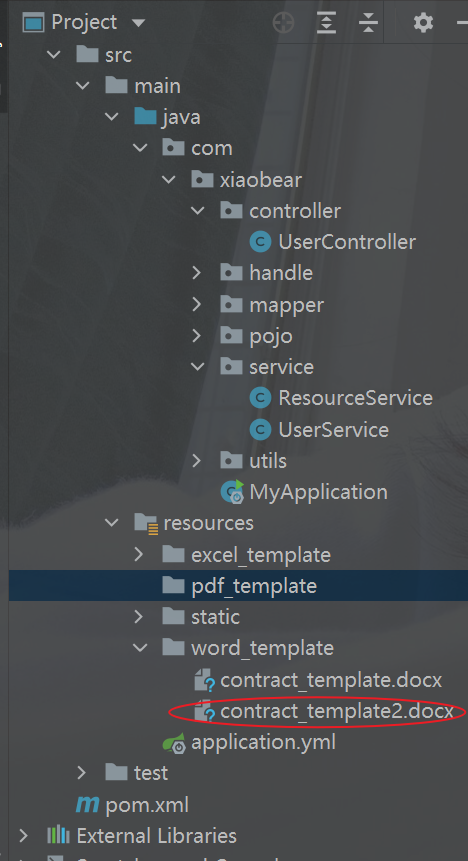 Project
src
main
java
com
xiaobear
controller
UserController
handle
mapper
pojo
service
ResourceService
UserService
utils
MyApplication
resources
excel_template
pdf_template
static
word_template
contract_template.docx
contract_template2.docx
application.yml
test
pom.xml
External Libraries